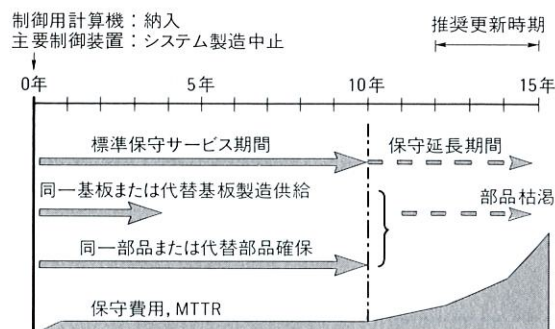 制御用計算機：納入
主要制御装置：システム製造中止
推奨更新時期
0年
5年
10年
15年
標準保守サービス期間
保守延長期間
同一基板または代替基板製造供給
部品枯渇
同一部品または代替部品確保
保守費用，MTTR